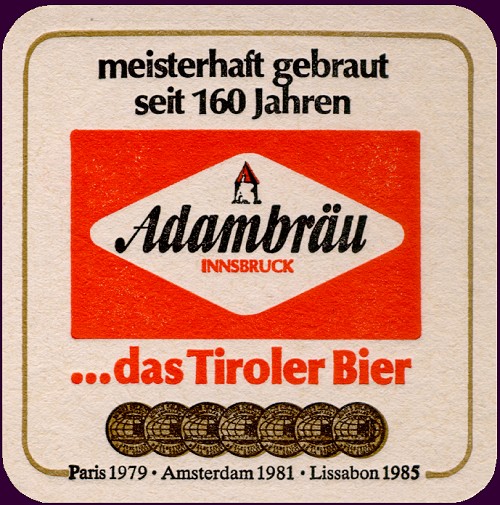 meisterhaft gebraut
seit 160 Jahren
Adambräu
INNSBRUCK
...das Tiroler Bier
Paris 1979 · Amsterdam 1981 · Lissabon 1985